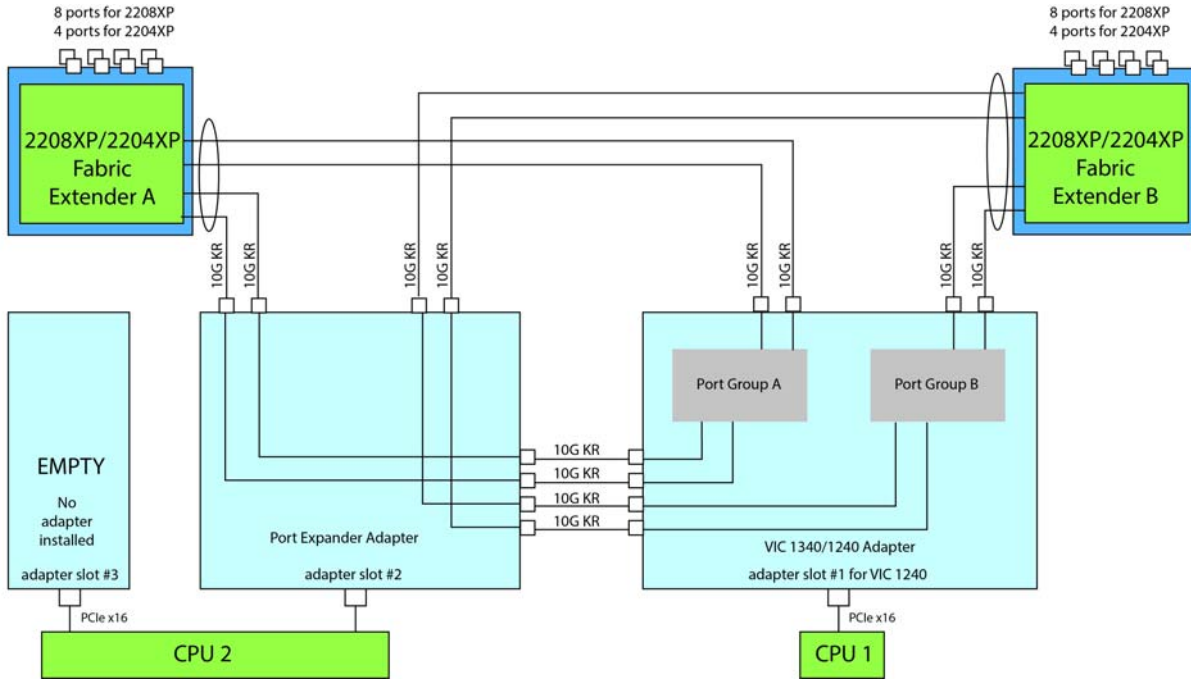 8 ports for 2208XP
4 ports for 2204XP
8 ports for 2208XP
4 ports for 2204XP
2208XP/2204XP
Fabric
Extender A
2208XP/2204XP
Fabric
Extender B
10G KR
10G KR
10G KR
10G KR
10G KR
10G KR
10G KR
10G KR
Port Group A
Port Group B
EMPTY
No
adapter
installed
adapter slot #3
10G KR
10G KR
10G KR
10G KR
Port Expander Adapter
adapter slot #2
VIC 1340/1240 Adapter
adapter slot #1 for VIC 1240
PCIe x16
PCIe x16
CPU 2
CPU 1